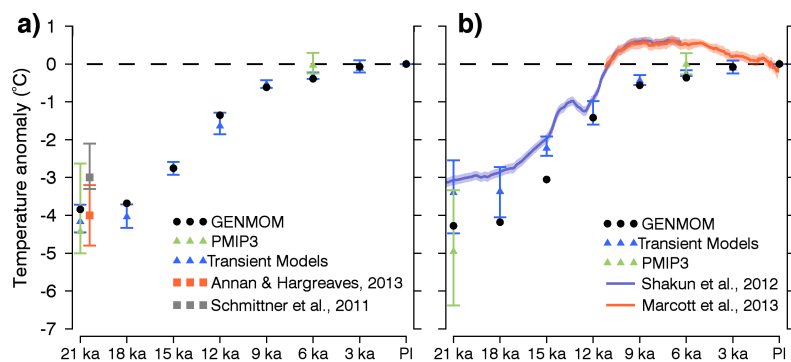 a)
b)
Temperature anomaly (°C)
1
0
-1
-2
-3
-4
-5
-6
-7
GENMOM
PMIP3
Transient Models
Annan & Hargreaves, 2013
Schmittner et al., 2011
21 ka 18 ka 15 ka 12 ka 9 ka 6 ka 3 ka PI
GENMOM
Transient Models
PMIP3
Shakun et al., 2012
Marcott et al., 2013
21 ka 18 ka 15 ka 12 ka 9 ka 6 ka 3 ka PI